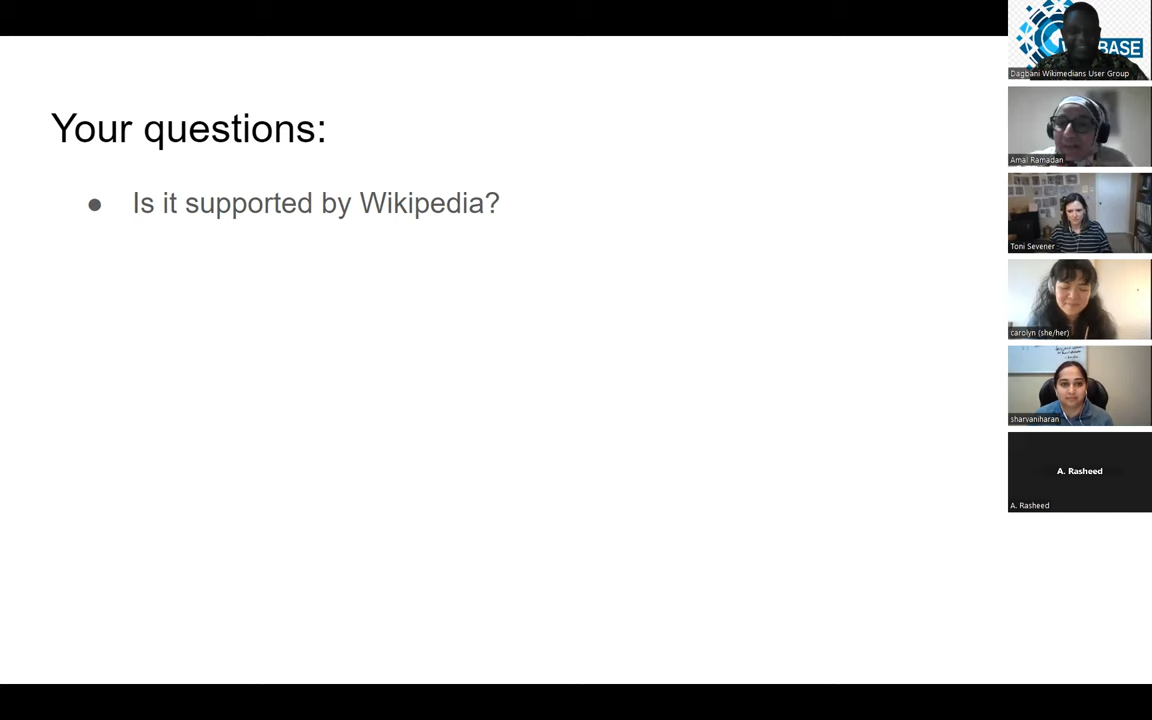 Your questions:
● Is it supported by Wikipedia?
BASE
Dagbani Wikimedians User Group
Amal Ramadan
Toni Sevener
carolyn (she/her)
sharvaniharan
A. Rasheed
A. Rasheed